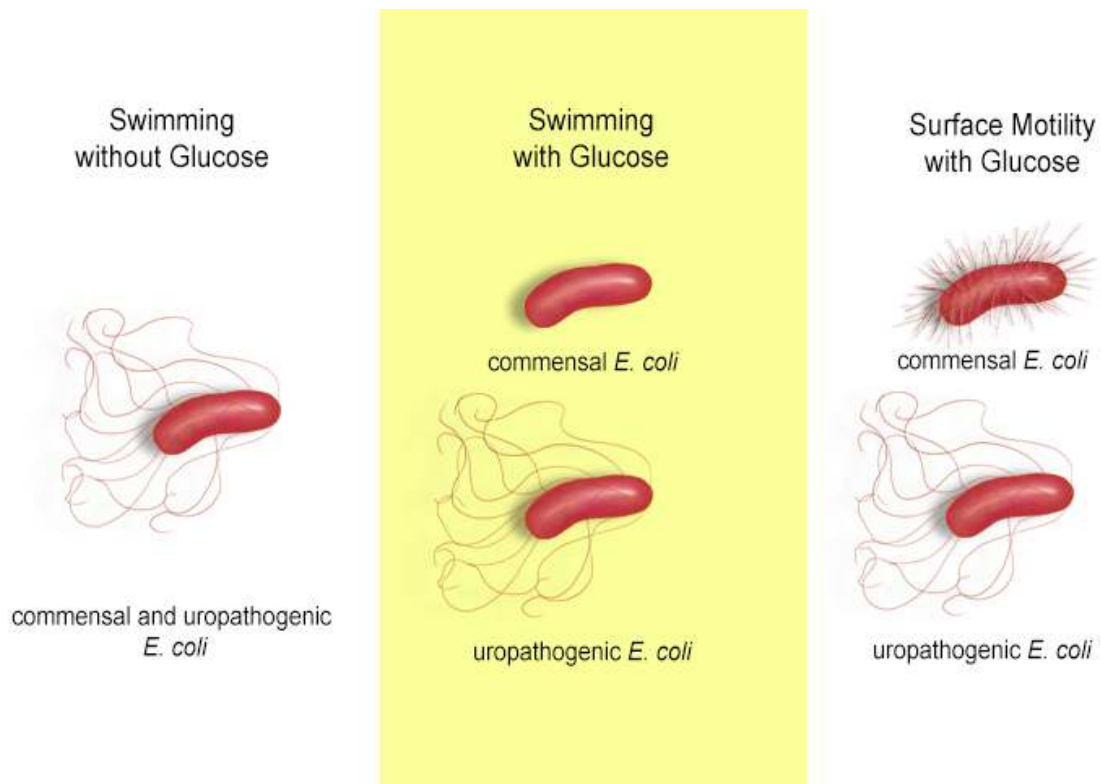 Swimming
without Glucose
commensal and uropathogenic
E. coli
Swimming
with Glucose
commensal E. coli
uropathogenic E. coli
Surface Motility
with Glucose
commensal E. coli
uropathogenic E. coli